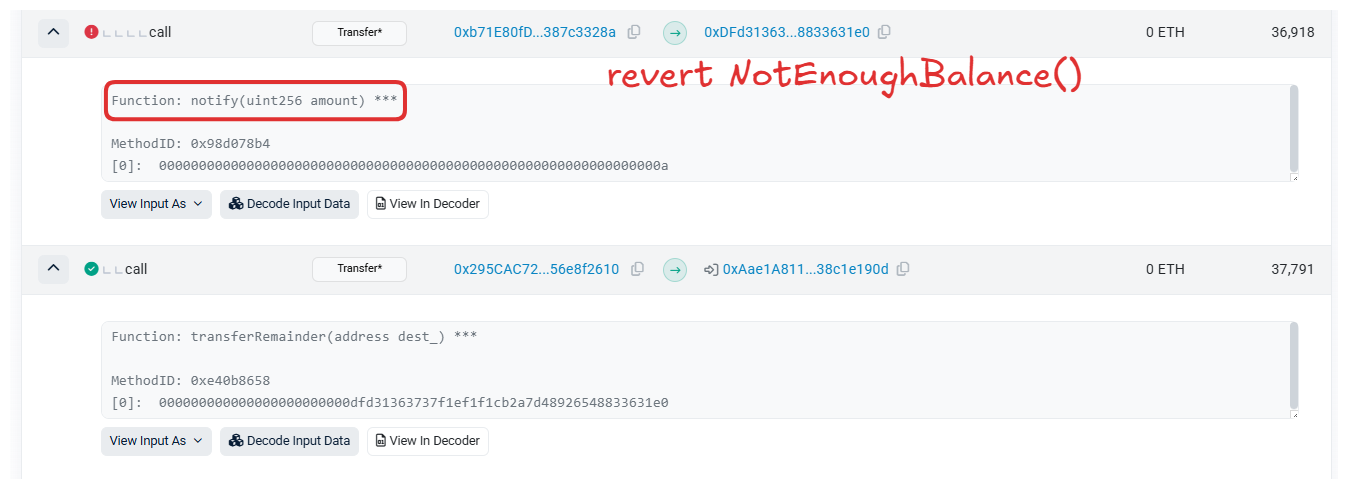 call Transfer* 0xb71E80fD...387c3328a 0xDFd31363...8833631e0 0 ETH 36,918
revert NotEnoughBalance()
Function: notify(uint256 amount) ***
MethodID: 0x98d078b4
[0]: 000000000000000000000000000000000000000000000000000000000000000a
View Input As Decode Input Data View In Decoder
call Transfer* 0x295CAC72...56e8f2610 0xAae1A811...38c1e190d 0 ETH 37,791
Function: transferRemainder(address dest_) ***
MethodID: 0xe40b8658
[0]: 000000000000000000000000dfd31363737f1ef1f1cb2a7d48926548833631e0
View Input As Decode Input Data View In Decoder